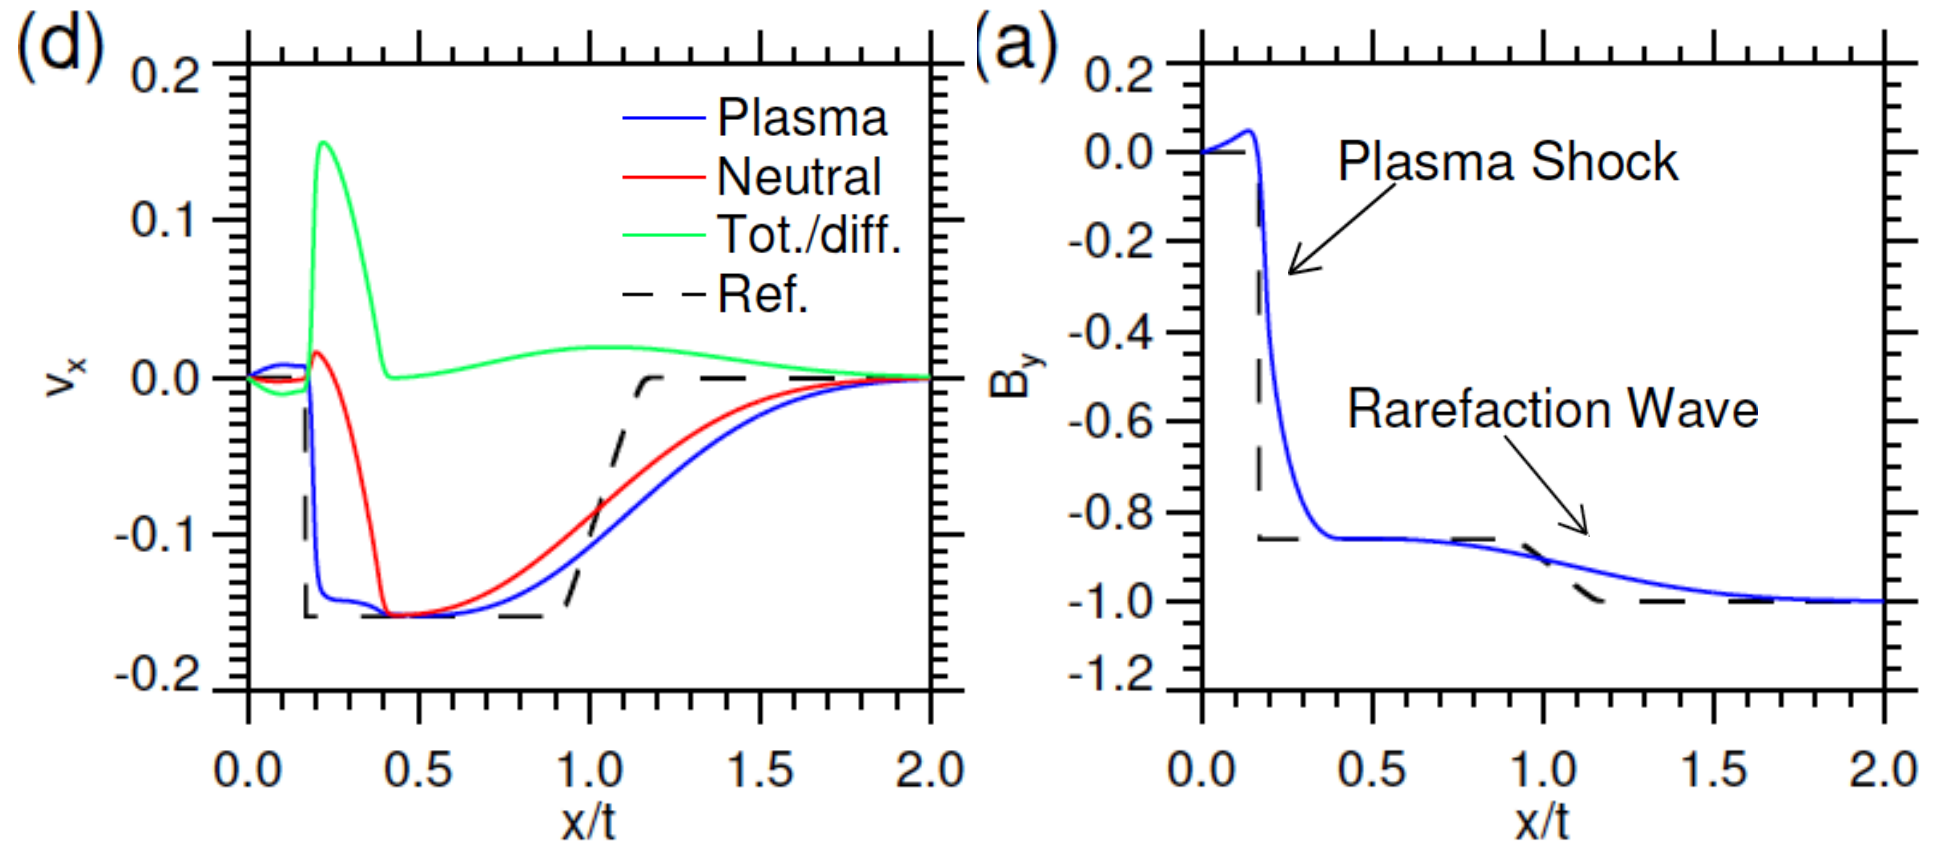 (d)
0.2
0.1
0.0
-0.1
-0.2
v_x
0.0 0.5 1.0 1.5 2.0
x/t
Plasma
Neutral
Tot./diff.
Ref.
(a)
0.2
0.0
-0.2
-0.4
-0.6
-0.8
-1.0
-1.2
B_y
0.0 0.5 1.0 1.5 2.0
x/t
Plasma Shock
Rarefaction Wave